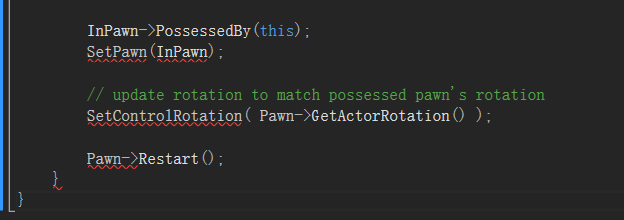 InPawn->PossessedBy(this);
SetPawn(InPawn);
// update rotation to match possessed pawn's rotation
SetControlRotation( Pawn->GetActorRotation() );
Pawn->Restart();
}
}